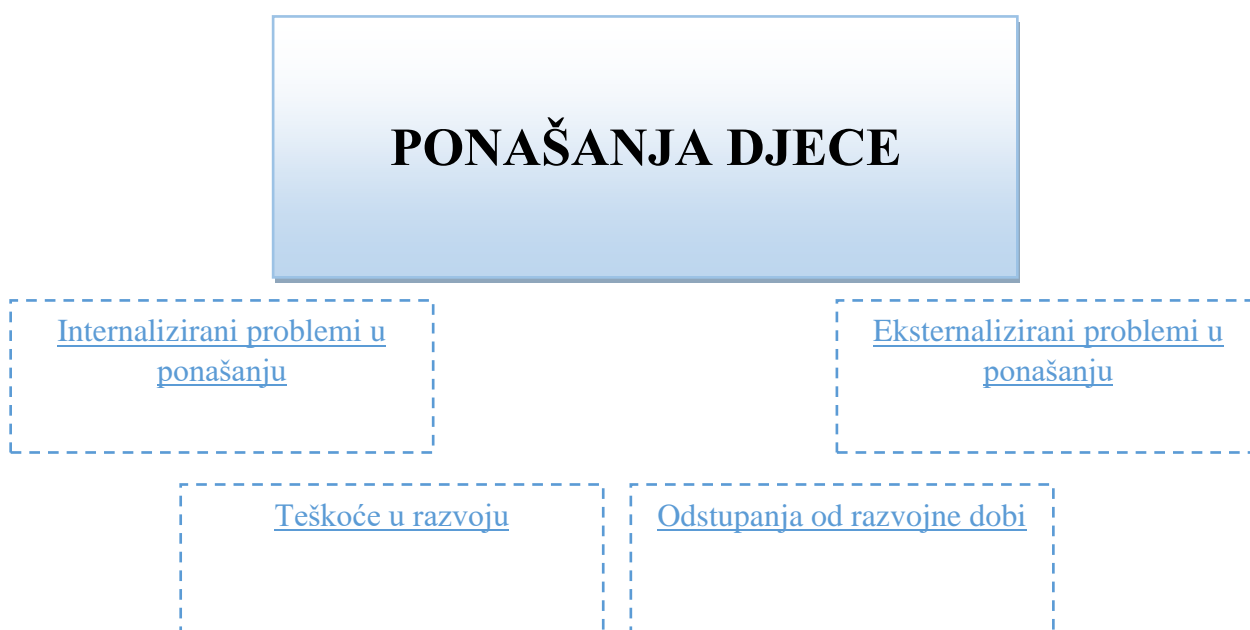 PONAŠANJA DJECE
Internalizirani problemi u
ponašanju
Eksternalizirani problemi u
ponašanju
Teškoće u razvoju
Odstupanja od razvojne dobi